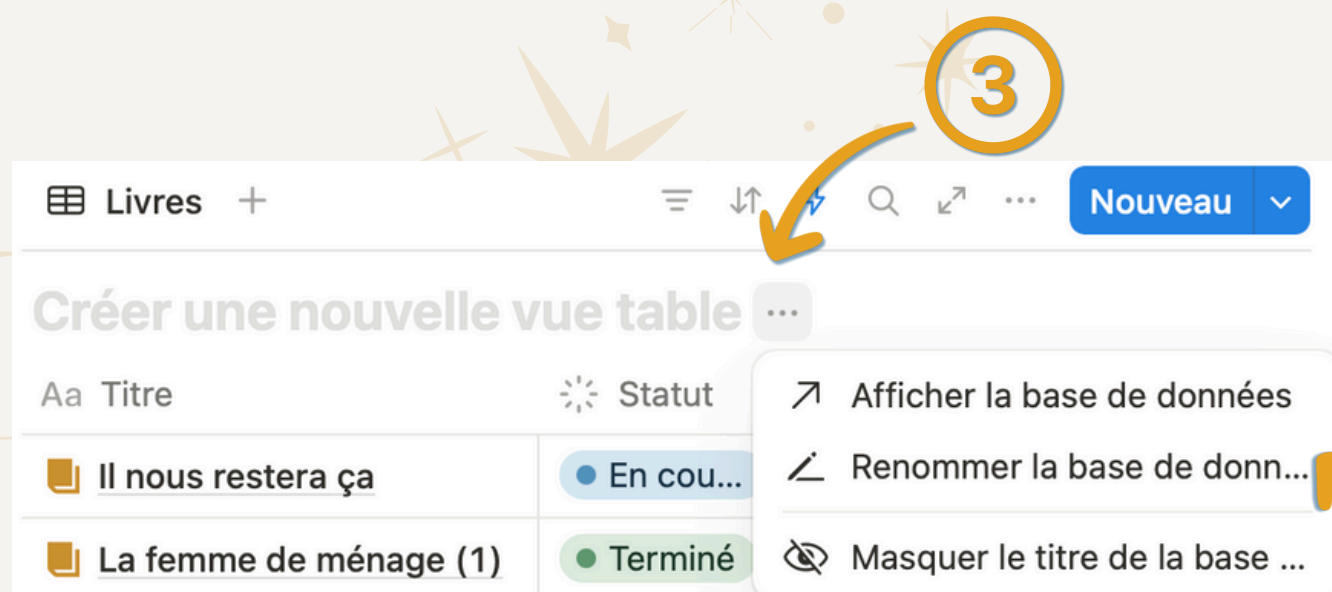 3
Livres
Nouveau
Créer une nouvelle vue table ...
Aa Titre
Statut
Afficher la base de données
Il nous restera ça
En cou...
Renommer la base de donn...
La femme de ménage (1)
Terminé
Masquer le titre de la base ...